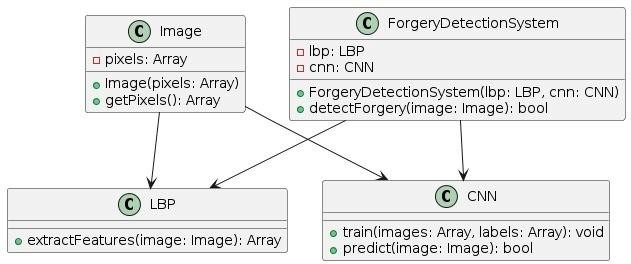 C Image
pixels: Array
Image(pixels: Array)
getPixels(): Array
C ForgeryDetectionSystem
lbp: LBP
cnn: CNN
ForgeryDetectionSystem(lbp: LBP, cnn: CNN)
detectForgery(image: Image): bool
C LBP
extractFeatures(image: Image): Array
C CNN
train(images: Array, labels: Array): void
predict(image: Image): bool